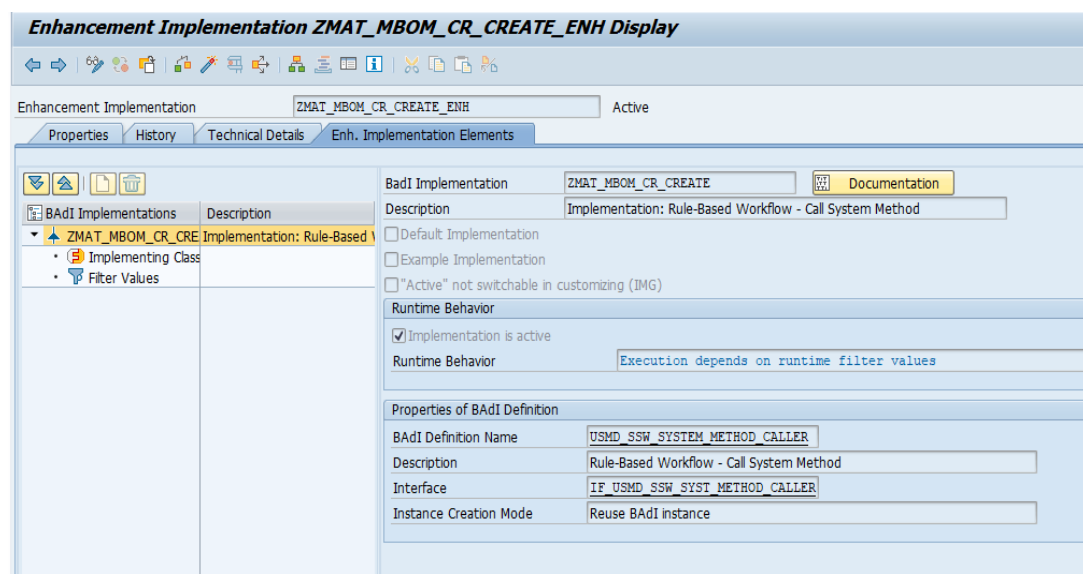 Enhancement Implementation ZMAT_MBOM_CR_CREATE_ENH Display
Enhancement Implementation ZMAT_MBOM_CR_CREATE_ENH Active
Properties History Technical Details Enh. Implementation Elements
BAdI Implementations Description
ZMAT_MBOM_CR_CRE Implementation: Rule-Based
Implementing Class
Filter Values
BadI Implementation ZMAT_MBOM_CR_CREATE Documentation
Description Implementation: Rule-Based Workflow - Call System Method
Default Implementation
Example Implementation
"Active" not switchable in customizing (IMG)
Runtime Behavior
Implementation is active
Runtime Behavior Execution depends on runtime filter values
Properties of BAdI Definition
BAdI Definition Name USMD_SSW_SYSTEM_METHOD_CALLER
Description Rule-Based Workflow - Call System Method
Interface IF_USMD_SSW_SYST_METHOD_CALLER
Instance Creation Mode Reuse BAdI instance